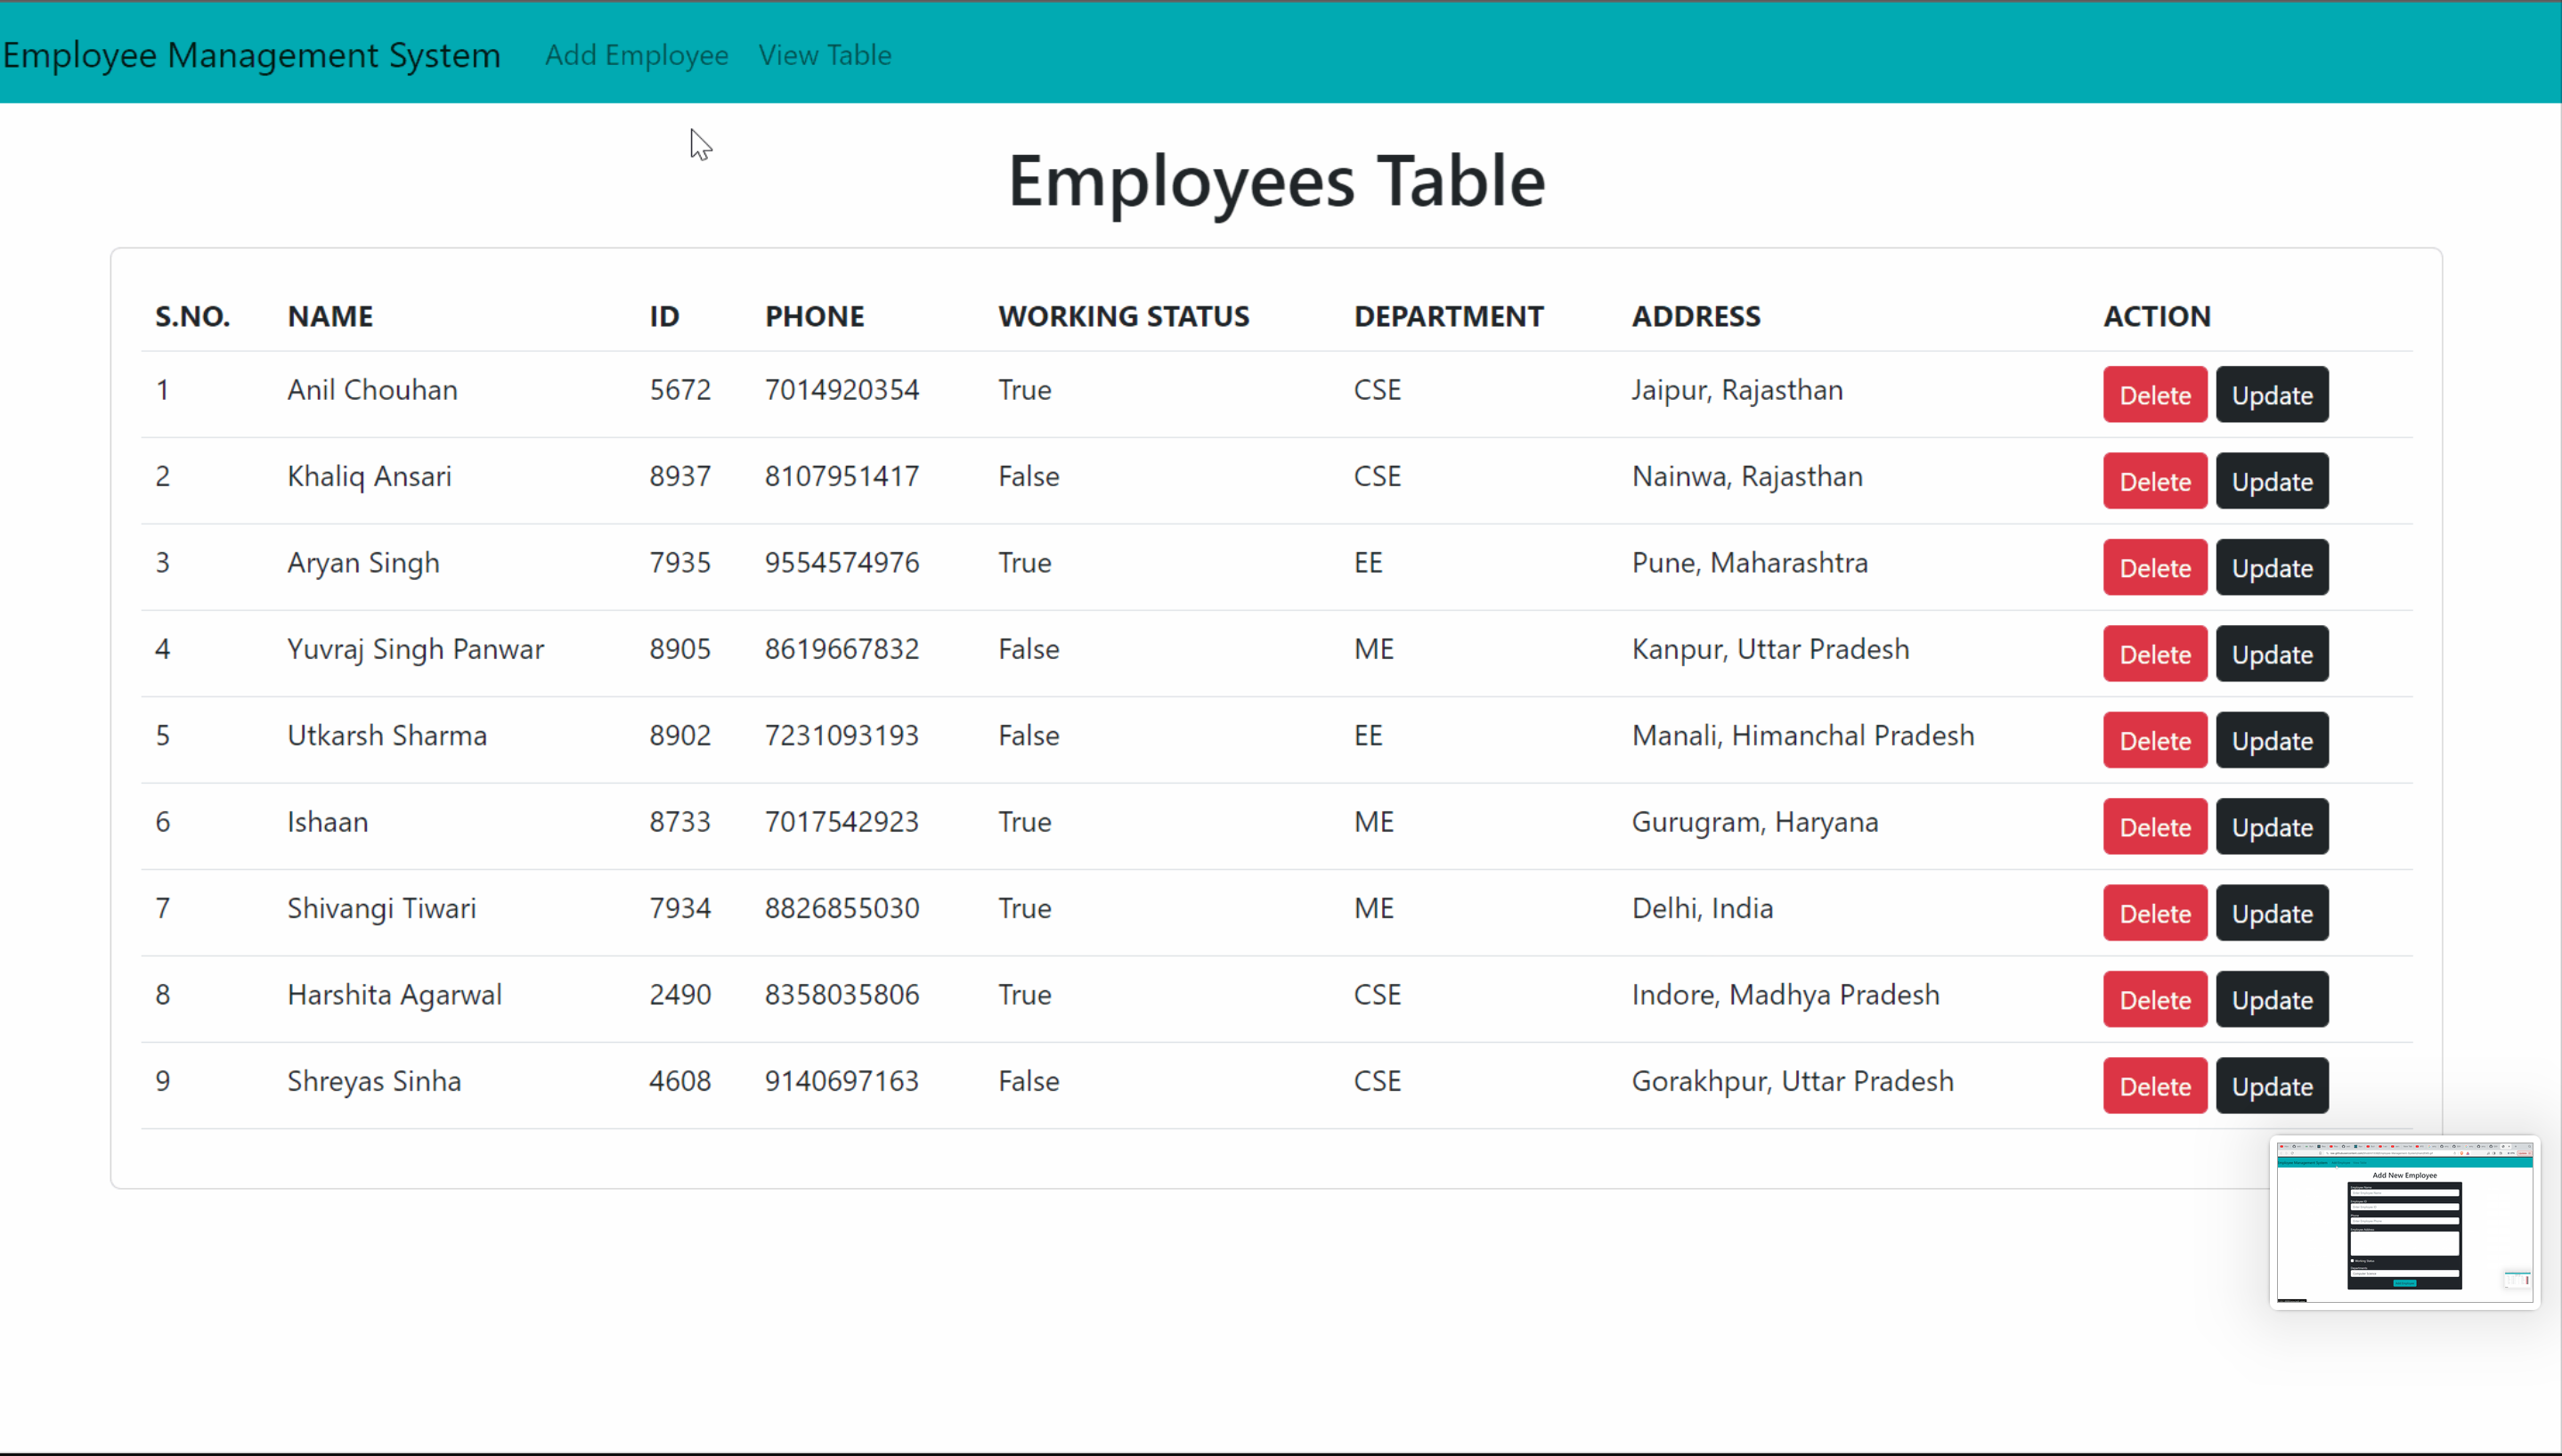 Employee Management System Add Employee View Table
Employees Table
S.NO. NAME ID PHONE WORKING STATUS DEPARTMENT ADDRESS ACTION
1 Anil Chouhan 5672 7014920354 True CSE Jaipur, Rajasthan Delete Update
2 Khaliq Ansari 8937 8107951417 False CSE Nainwa, Rajasthan Delete Update
3 Aryan Singh 7935 9554574976 True EE Pune, Maharashtra Delete Update
4 Yuvraj Singh Panwar 8905 8619667832 False ME Kanpur, Uttar Pradesh Delete Update
5 Utkarsh Sharma 8902 7231093193 False EE Manali, Himanchal Pradesh Delete Update
6 Ishaan 8733 7017542923 True ME Gurugram, Haryana Delete Update
7 Shivangi Tiwari 7934 8826855030 True ME Delhi, India Delete Update
8 Harshita Agarwal 2490 8358035806 True CSE Indore, Madhya Pradesh Delete Update
9 Shreyas Sinha 4608 9140697163 False CSE Gorakhpur, Uttar Pradesh Delete Update
Add New Employee